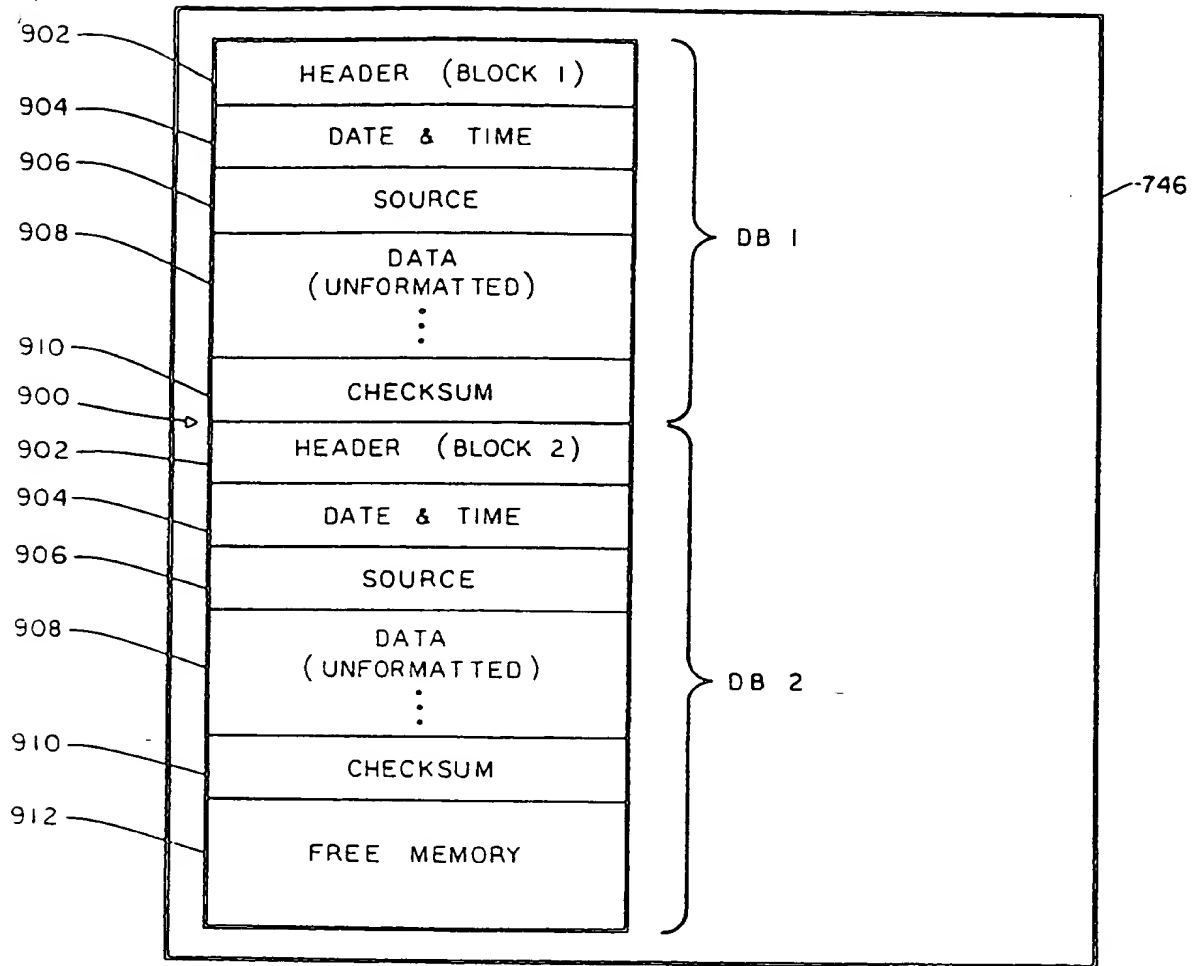 902
HEADER (BLOCK 1)
904
DATE & TIME
906
SOURCE
746
908
DATA
(UNFORMATTED)
DB 1
910
CHECKSUM
900
902
HEADER (BLOCK 2)
904
DATE & TIME
906
SOURCE
908
DATA
(UNFORMATTED)
DB 2
910
CHECKSUM
912
FREE MEMORY